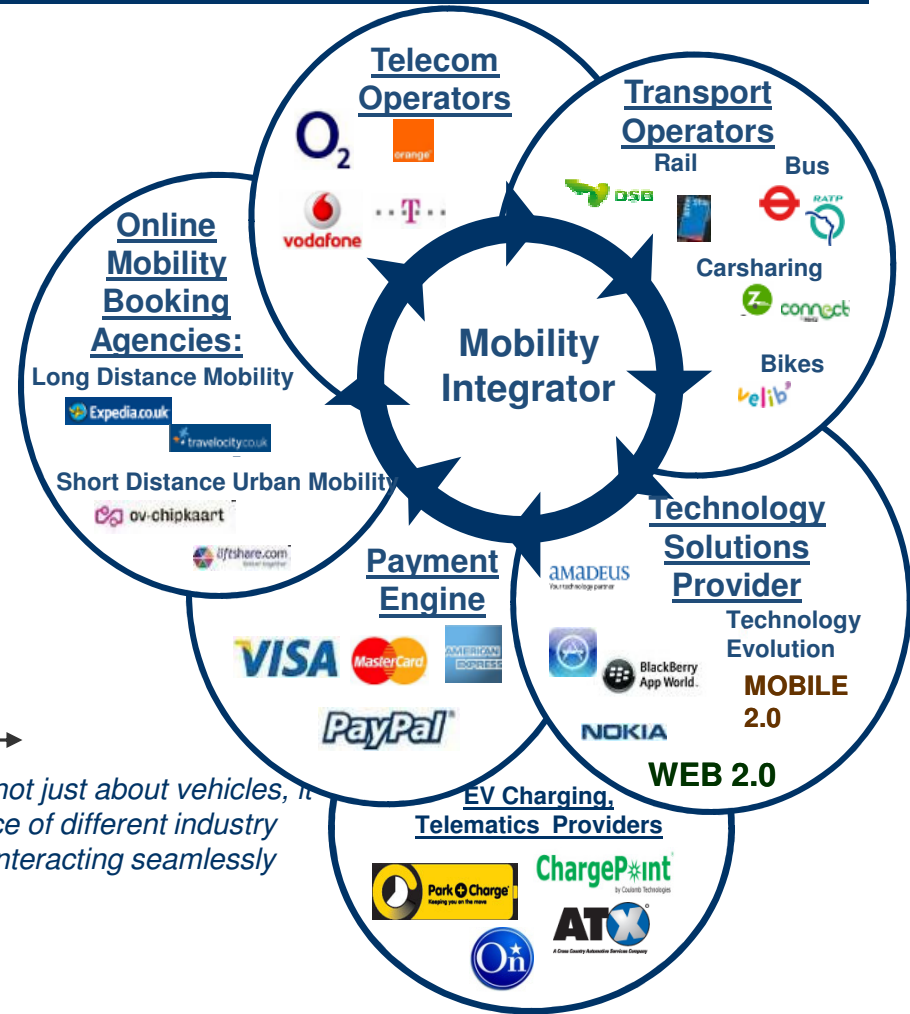 Telecom
Operators
O2
orange
vodafone
T
Transport
Operators
Rail
Bus
DSB
RATP
Carsharing
Z
connect
Bikes
velib'
Online
Mobility
Booking
Agencies:
Long Distance Mobility
Expedia.co.uk
travelocity.co.uk
Short Distance Urban Mobility
ov-chipkaart
liftshare.com
Mobility
Integrator
Payment
Engine
VISA
MasterCard
AMERICAN
EXPRESS
PayPal
Technology
Solutions
Provider
amadeus
Your technology partner
Technology
Evolution
BlackBerry
App World.
MOBILE
2.0
NOKIA
WEB 2.0
not just about vehicles, it
ce of different industry
nteracting seamlessly
EV Charging,
Telematics Providers
Park + Charge
Keeping you on the move
ChargePoint
by Coulomb Technologies
ATX
A Cross Country Automotive Services Company
On